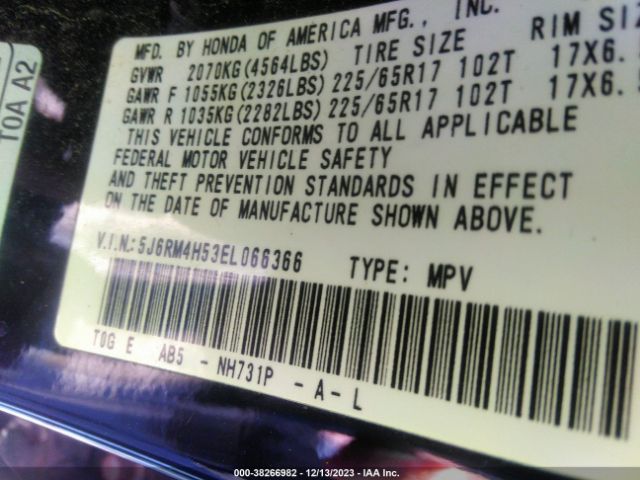 MFD. BY HONDA OF AMERICA MFG., INC.
GVWR 2070KG(4564LBS) TIRE SIZE RIM SIZ
GAWR F 1055KG(2326LBS) 225/65R17 102T 17X6.
GAWR R 1035KG(2282LBS) 225/65R17 102T 17X6.
THIS VEHICLE CONFORMS TO ALL APPLICABLE
FEDERAL MOTOR VEHICLE SAFETY
AND THEFT PREVENTION STANDARDS IN EFFECT
ON THE DATE OF MANUFACTURE SHOWN ABOVE.
V.I.N.: 5J6RM4H53EL066366 TYPE: MPV
T0G E AB5 - NH731P - A - L
T0A A2
000-38266982 - 12/13/2023 - IAA Inc.